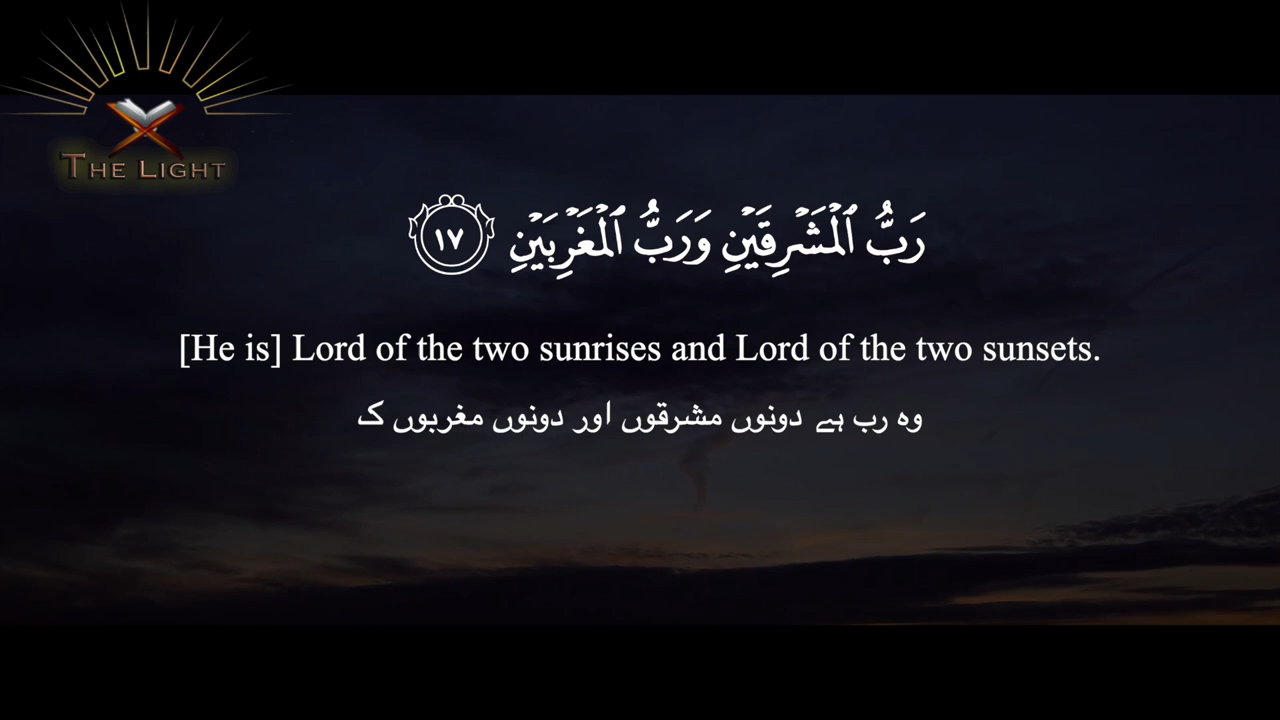 THE LIGHT
رَبُّ ٱلْمَشْرِقَيْنِ وَرَبُّ ٱلْمَغْرِبَيْنِ ١٧
[He is] Lord of the two sunrises and Lord of the two sunsets.
وہ رب ہے دونوں مشرقوں اور دونوں مغربوں ک